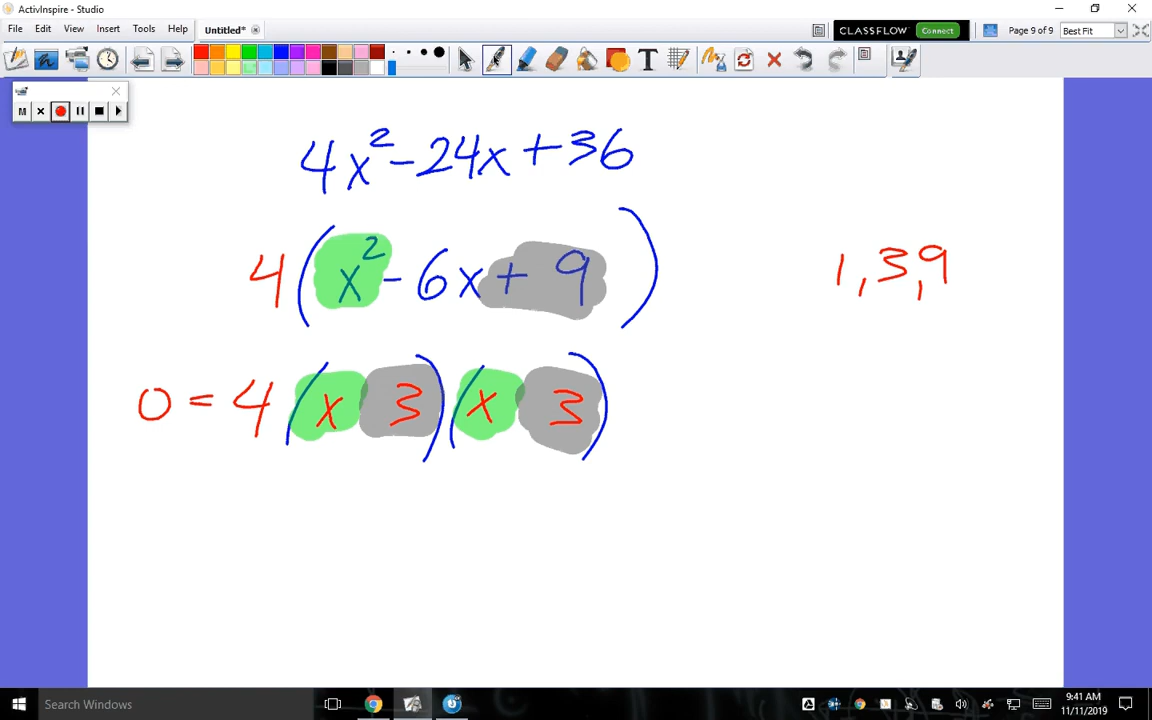 ActivInspire - Studio
File Edit View Insert Tools Help Untitled* CLASSFLOW Connect Page 9 of 9 Best Fit
T
M
4x² - 24x + 36
4(x² - 6x + 9) 1, 3, 9
0 = 4(x 3)(x 3)
Search Windows
9:41 AM
11/11/2019